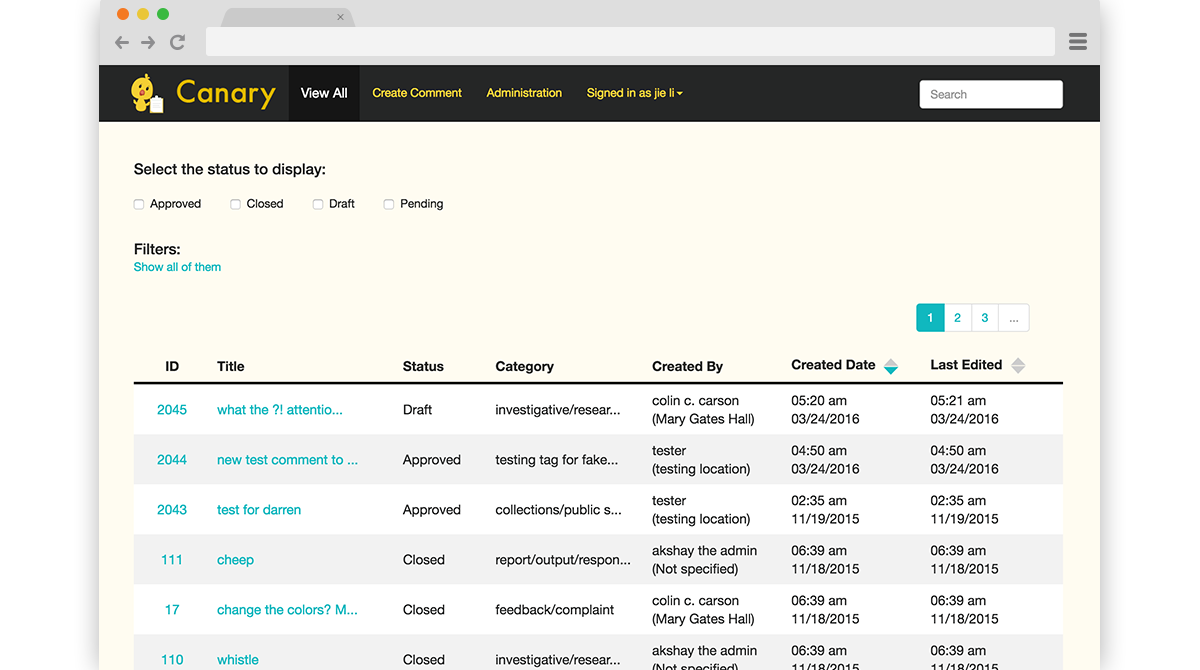 Canary View All Create Comment Administration Signed in as jie li Search
Select the status to display:
Approved Closed Draft Pending
Filters:
Show all of them
1 2 3 ...
ID Title Status Category Created By Created Date Last Edited
2045 what the ?! attentio... Draft investigative/resear... colin c. carson 05:20 am 05:21 am
(Mary Gates Hall) 03/24/2016 03/24/2016
2044 new test comment to ... Approved testing tag for fake... tester 04:50 am 04:50 am
(testing location) 03/24/2016 03/24/2016
2043 test for darren Approved collections/public s... tester 02:35 am 02:35 am
(testing location) 11/19/2015 11/19/2015
111 cheep Closed report/output/respon... akshay the admin 06:39 am 06:39 am
(Not specified) 11/18/2015 11/18/2015
17 change the colors? M... Closed feedback/complaint colin c. carson 06:39 am 06:39 am
(Mary Gates Hall) 11/18/2015 11/18/2015
110 whistle Closed investigative/resear... akshay the admin 06:39 am 06:39 am
(Not specified) 11/18/2015 11/18/2015